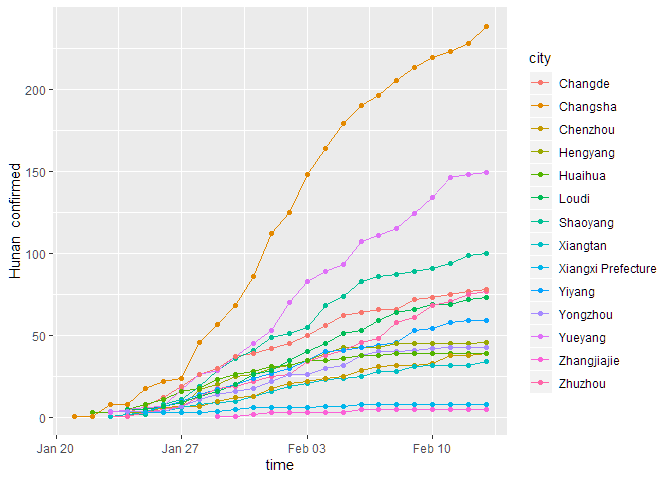 city
Changde
Changsha
Chenzhou
Hengyang
Huaihua
Loudi
Shaoyang
Xiangtan
Xiangxi Prefecture
Yiyang
Yongzhou
Yueyang
Zhangjiajie
Zhuzhou
Hunan confirmed
200
150
100
50
0
Jan 20
Jan 27
Feb 03
Feb 10
time